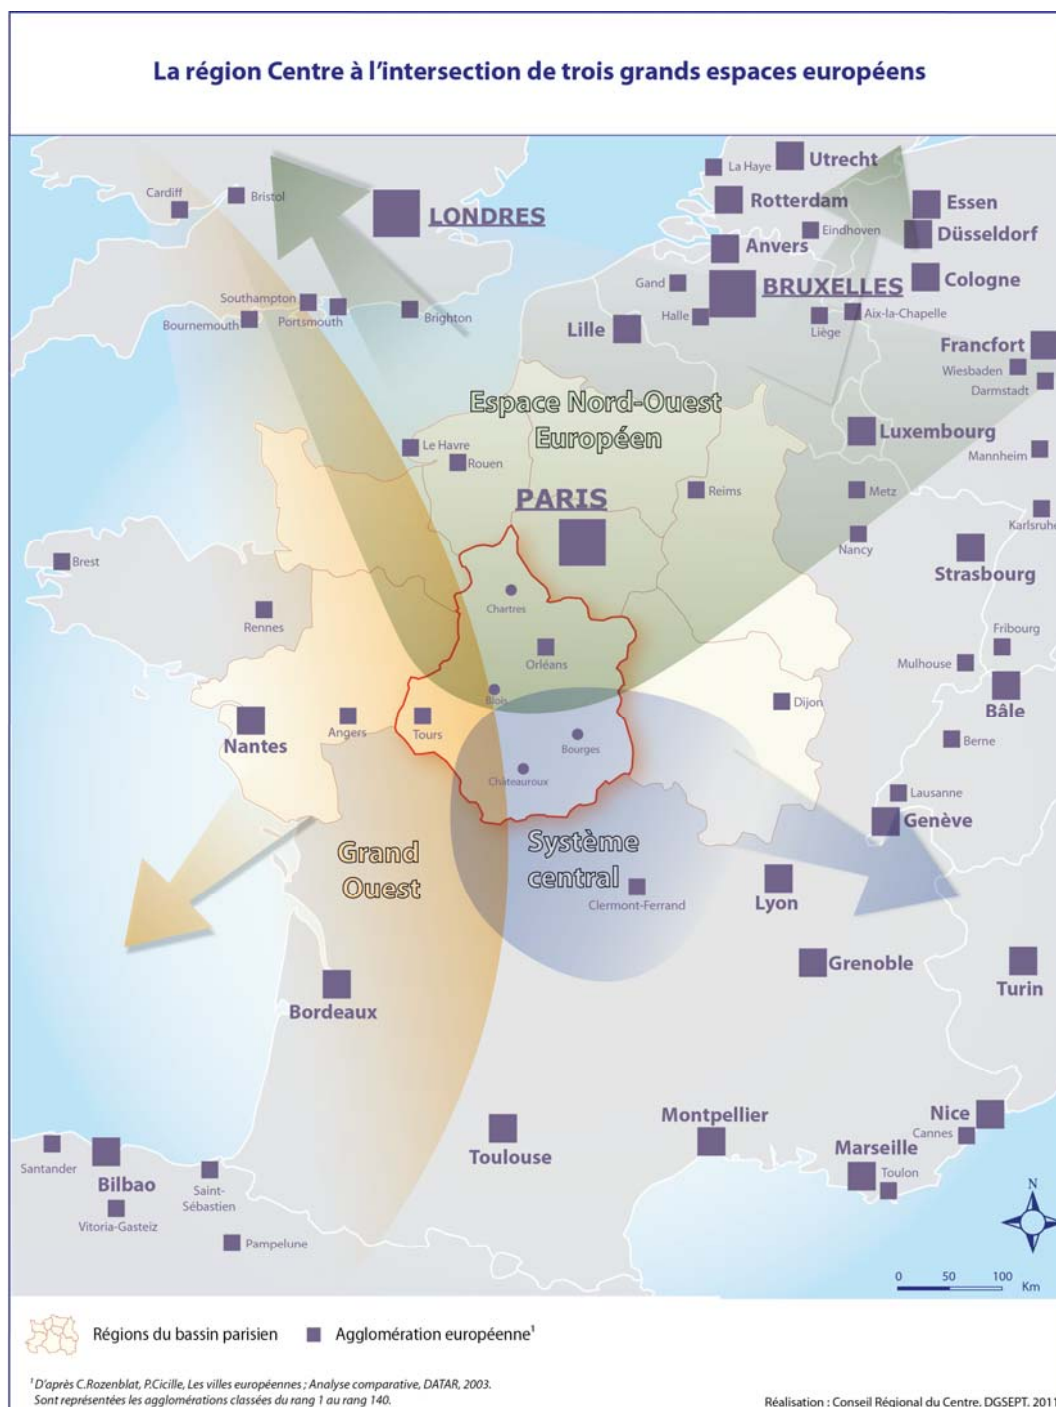 La région Centre à l'intersection de trois grands espaces européens
Utrecht
La Haye
Cardiff
Bristol
LONDRES
Rotterdam
Essen
Eindhoven
Düsseldorf
Anvers
Gand
BRUXELLES
Cologne
Southampton
Bournemouth
Portsmouth
Brighton
Halle
Lille
Liège
Aix-la-Chapelle
Francfort
Wiesbaden
Darmstadt
Espace Nord-Ouest
Européen
Luxembourg
Le Havre
Rouen
Mannheim
PARIS
Reims
Metz
Karlsruhe
Brest
Nancy
Strasbourg
Chartres
Rennes
Orléans
Fribourg
Mulhouse
Blois
Bâle
Nantes
Angers
Tours
Dijon
Bourges
Berne
Châteauroux
Lausanne
Genève
Grand
Ouest
Système
central
Clermont-Ferrand
Lyon
Grenoble
Turin
Bordeaux
Montpellier
Nice
Cannes
Toulouse
Marseille
Toulon
Santander
Bilbao
Saint-
Sébastien
Vitoria-Gasteiz
Pampelune
N
0 50 100
Km
Régions du bassin parisien
Agglomération européenne¹
¹ D'après C.Rozenblat, P.Cicille, Les villes européennes ; Analyse comparative, DATAR, 2003.
Sont représentées les agglomérations classées du rang 1 au rang 140.
Réalisation : Conseil Régional du Centre, DGSEPT, 2011